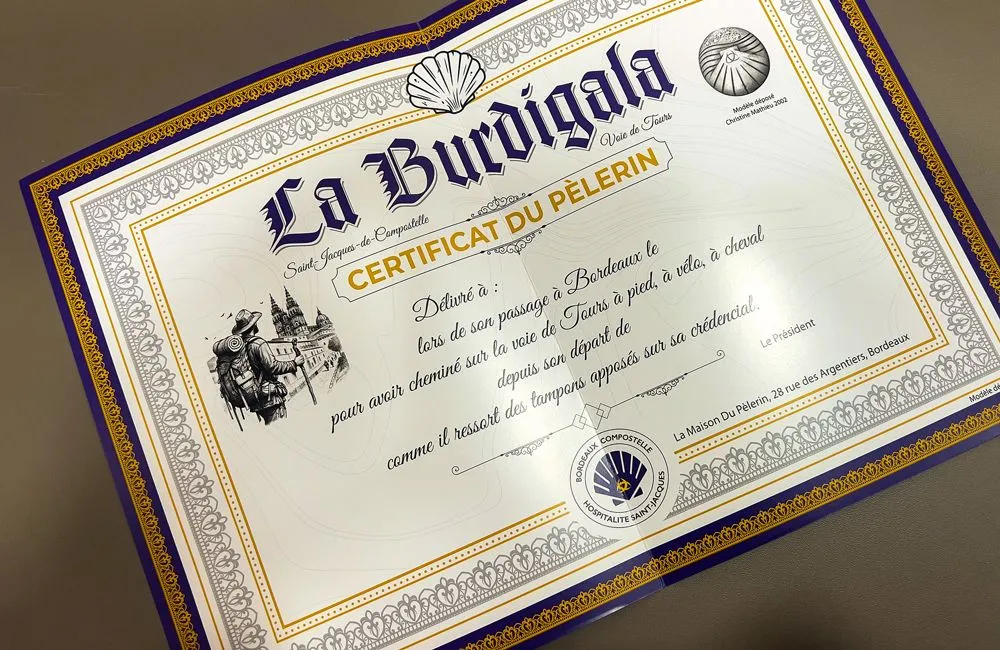 La Burdigala
Saint-Jacques-de-Compostelle
Voie de Tours
CERTIFICAT DU PÈLERIN
Modèle déposé
Christine Mathieu 2002
Délivré à :
lors de son passage à Bordeaux le
pour avoir cheminé sur la voie de Tours à pied, à vélo, à cheval
depuis son départ de
comme il ressort des tampons apposés sur sa crédencial.
Le Président
La Maison Du Pèlerin, 28 rue des Argentiers, Bordeaux
BORDEAUX COMPOSTELLE
HOSPITALITE SAINT-JACQUES
Modèle dé